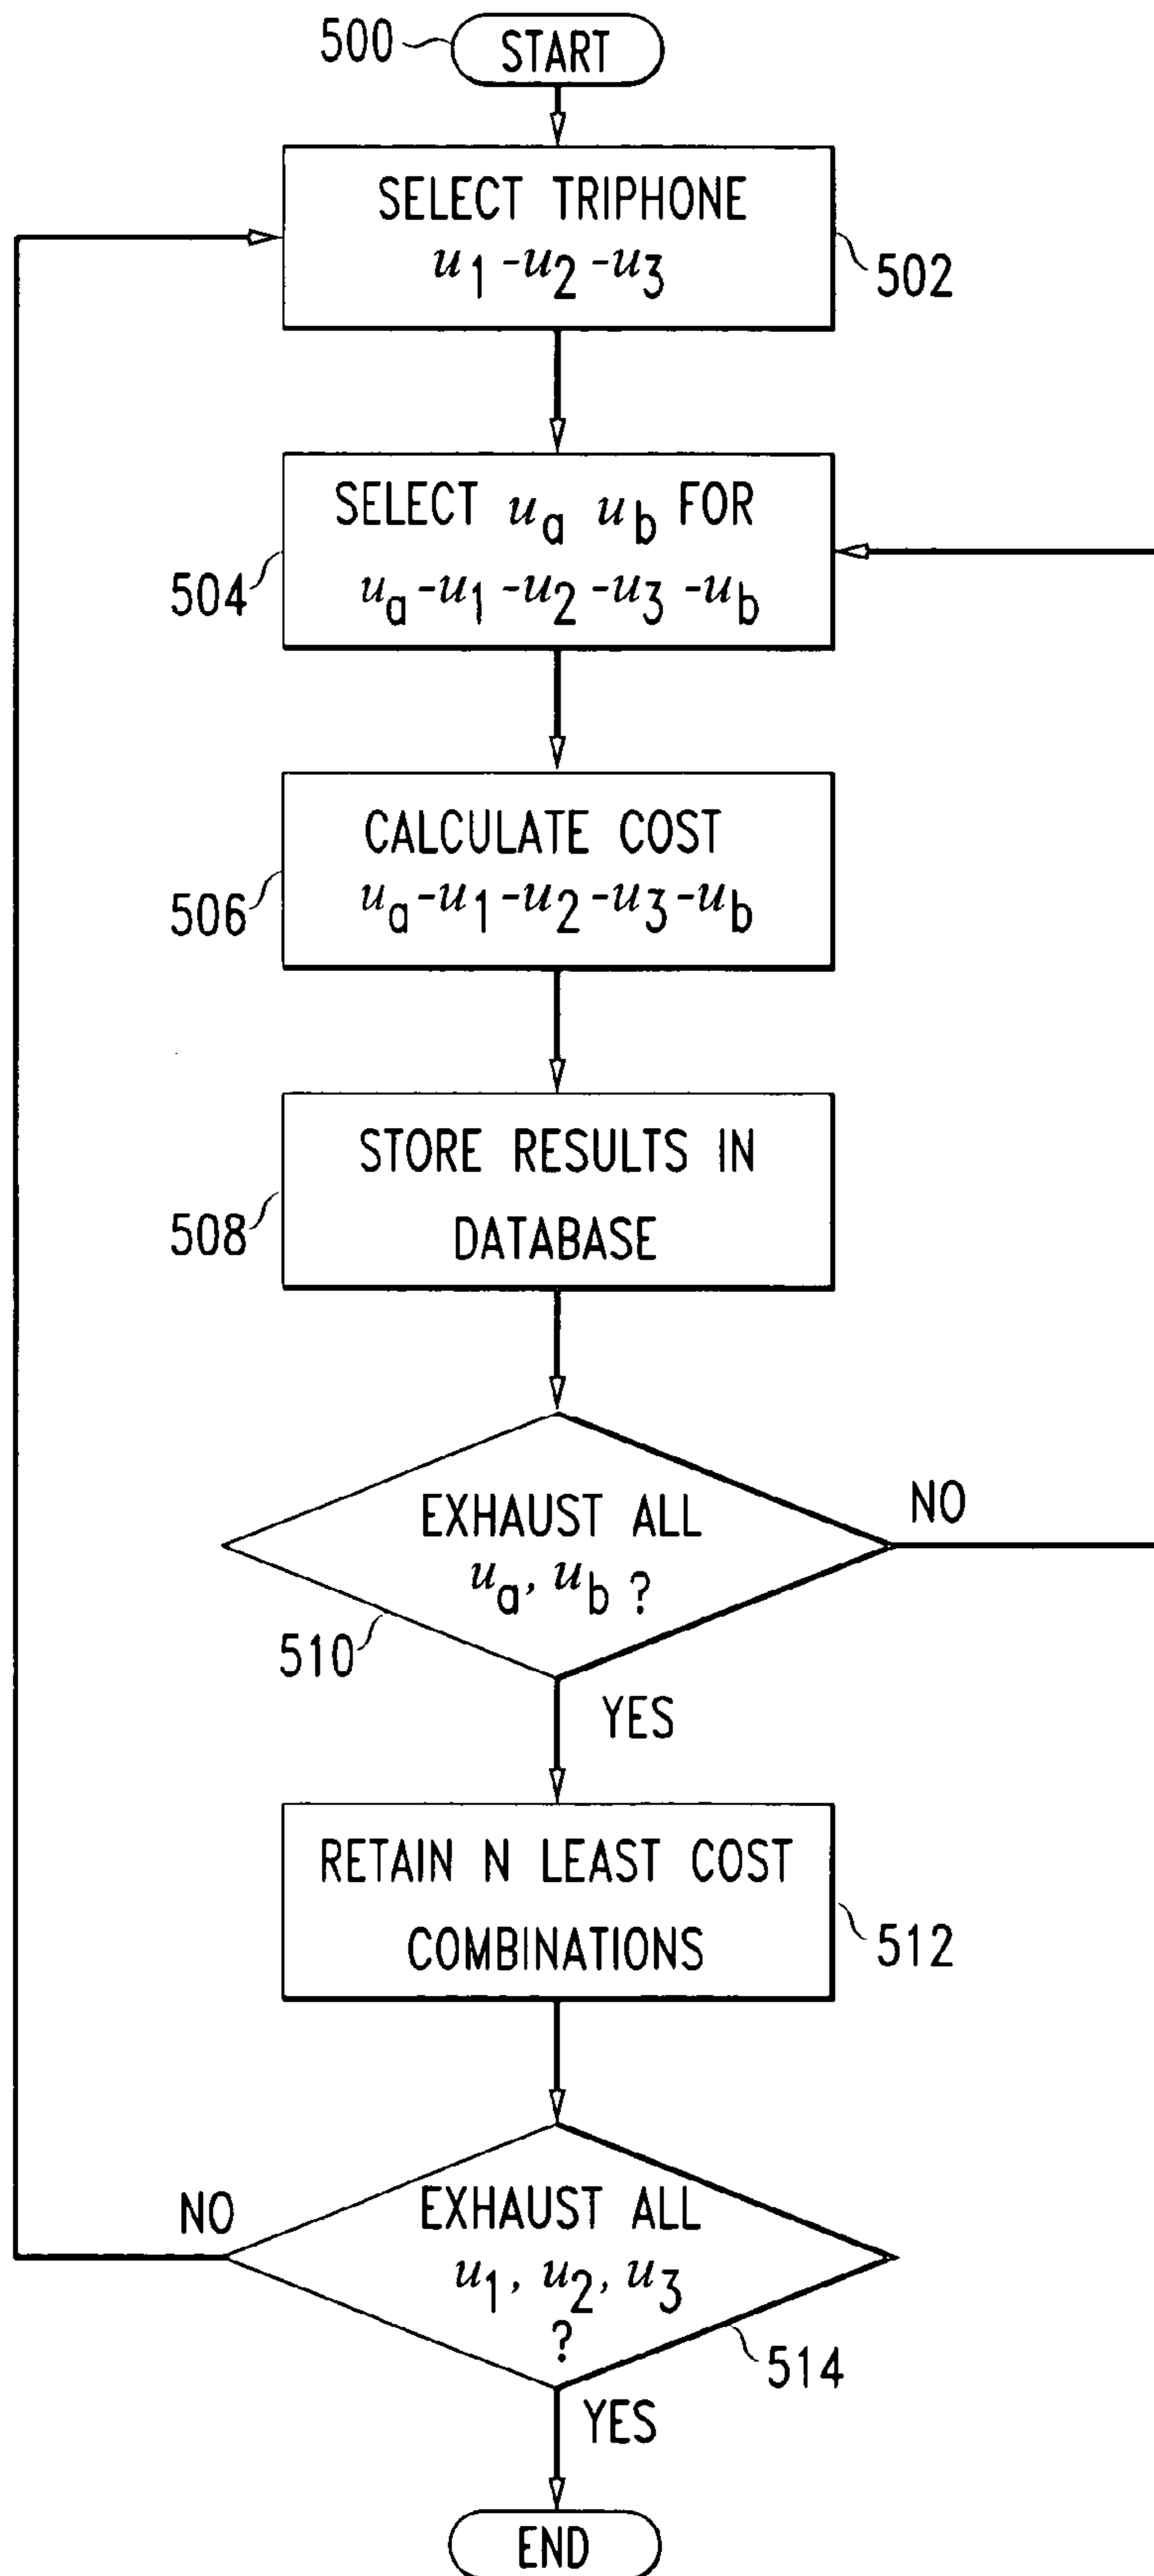 500
START
SELECT TRIPHONE
u1-u2-u3
502
SELECT ua ub FOR
ua-u1-u2-u3-ub
504
CALCULATE COST
ua-u1-u2-u3-ub
506
STORE RESULTS IN
DATABASE
508
EXHAUST ALL
ua, ub ?
NO
510
YES
RETAIN N LEAST COST
COMBINATIONS
512
NO
EXHAUST ALL
u1, u2, u3
?
514
YES
END